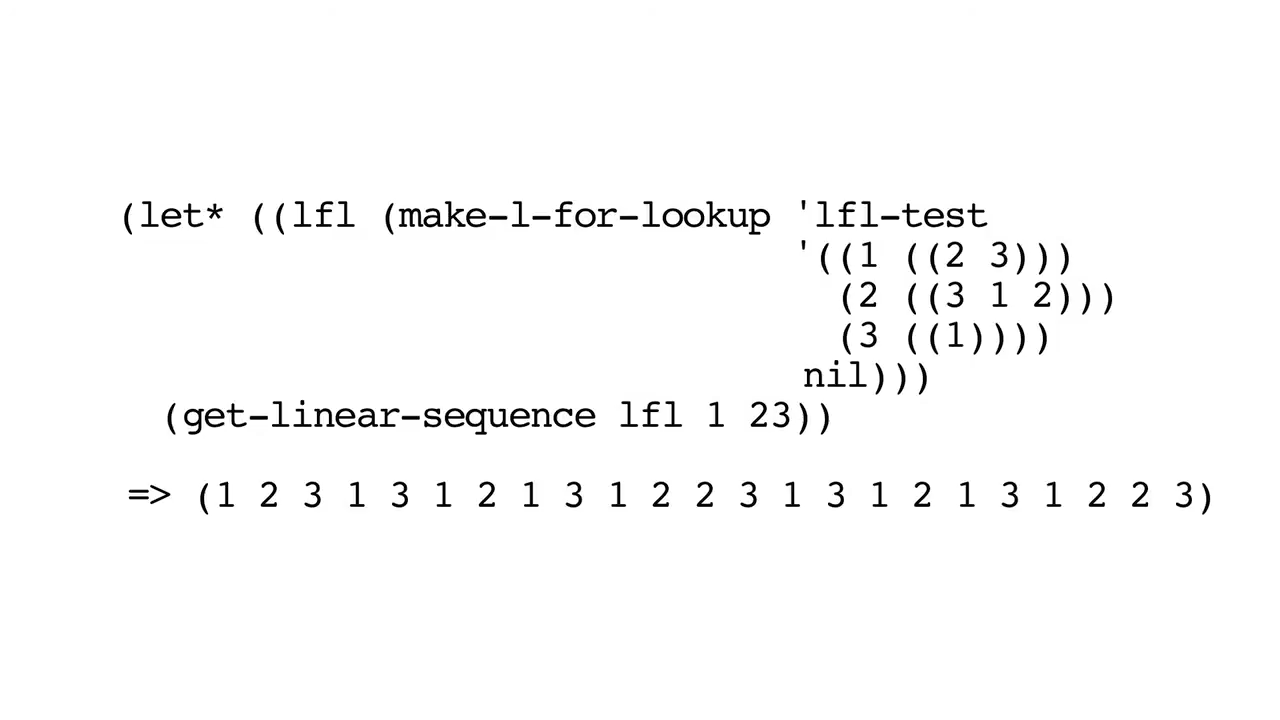 (let* ((lfl (make-l-for-lookup 'lfl-test
'((1 ((2 3)))
(2 ((3 1 2)))
(3 ((1))))
nil)))
(get-linear-sequence lfl 1 23))
=> (1 2 3 1 3 1 2 1 3 1 2 2 3 1 3 1 2 1 3 1 2 2 3)